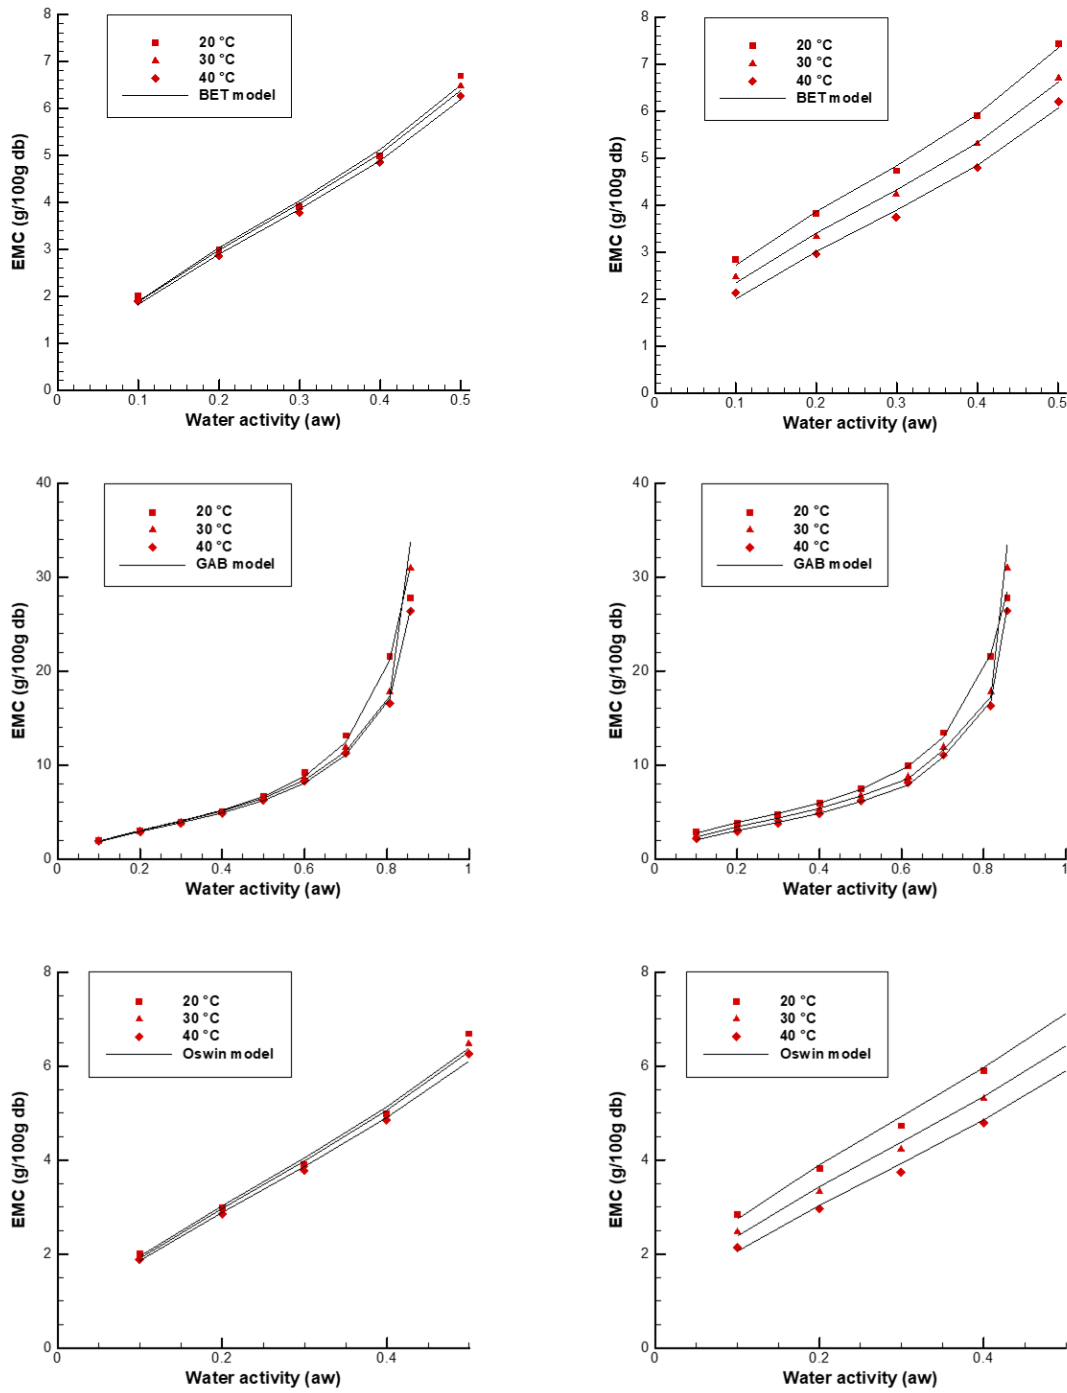 8
7
6
5
4
3
2
1
0
EMC (g/100g db)
20 °C
30 °C
40 °C
BET model
0
0.1
0.2
0.3
0.4
0.5
Water activity (aw)
8
7
6
5
4
3
2
1
0
EMC (g/100g db)
20 °C
30 °C
40 °C
BET model
0
0.1
0.2
0.3
0.4
0.5
Water activity (aw)
40
30
20
10
0
EMC (g/100g db)
20 °C
30 °C
40 °C
GAB model
0
0.2
0.4
0.6
0.8
1
Water activity (aw)
40
30
20
10
0
EMC (g/100g db)
20 °C
30 °C
40 °C
GAB model
0
0.2
0.4
0.6
0.8
1
Water activity (aw)
8
6
4
2
0
EMC (g/100g db)
20 °C
30 °C
40 °C
Oswin model
0
0.2
0.4
Water activity (aw)
8
6
4
2
0
EMC (g/100g db)
20 °C
30 °C
40 °C
Oswin model
0
0.2
0.4
Water activity (aw)